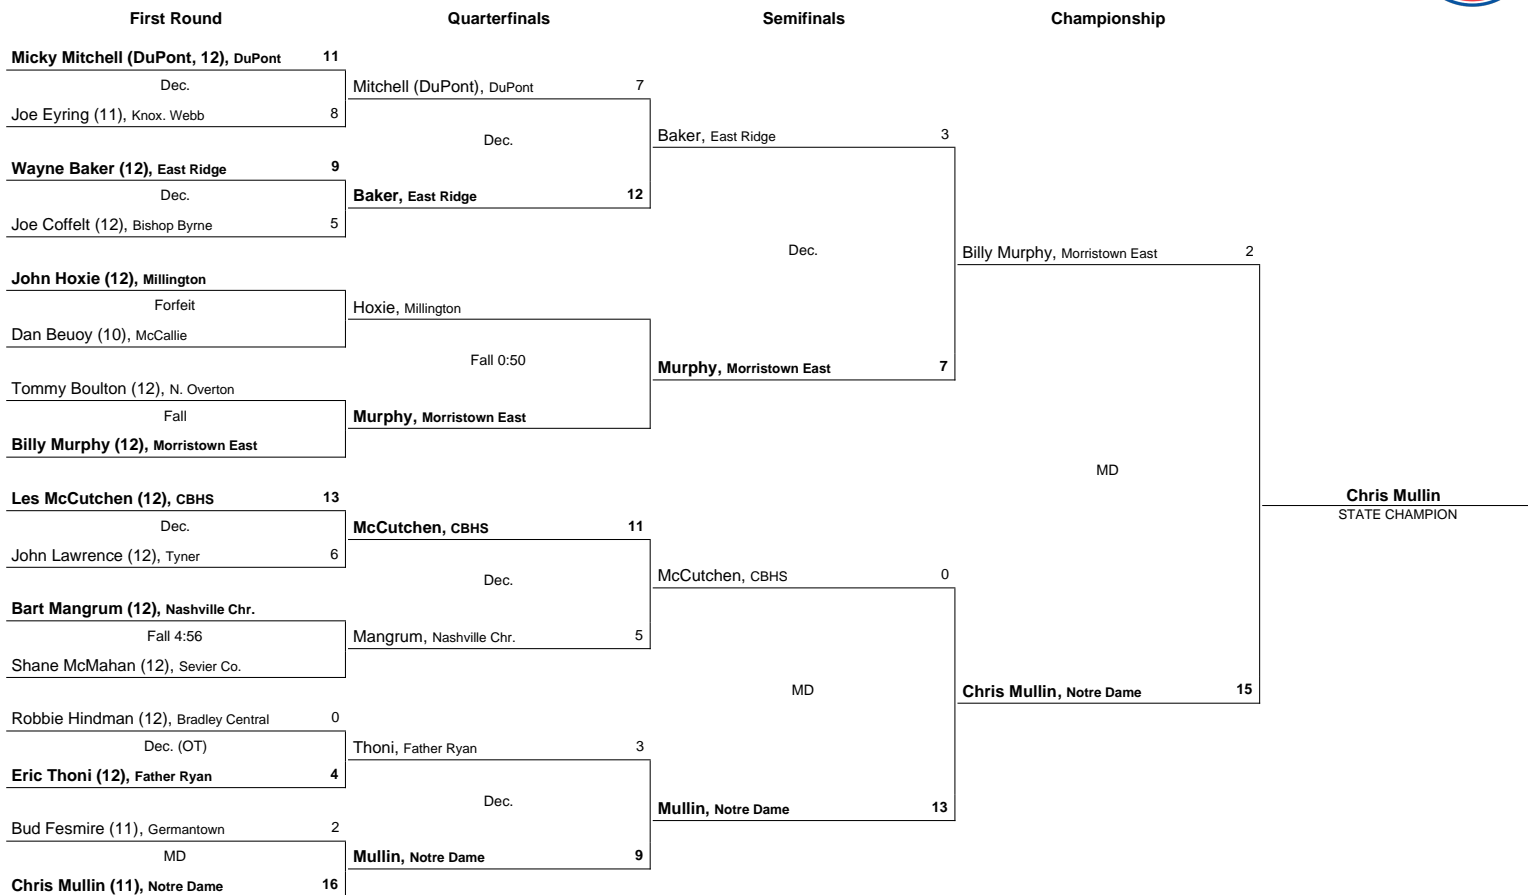 First Round
Quarterfinals
Semifinals
Championship
Micky Mitchell (DuPont, 12), DuPont 11
Dec.
Joe Eyring (11), Knox. Webb 8
Wayne Baker (12), East Ridge 9
Dec.
Joe Coffelt (12), Bishop Byrne 5
John Hoxie (12), Millington
Forfeit
Dan Beuoy (10), McCallie
Tommy Boulton (12), N. Overton
Fall
Billy Murphy (12), Morristown East
Les McCutchen (12), CBHS 13
Dec.
John Lawrence (12), Tyner 6
Bart Mangrum (12), Nashville Chr.
Fall 4:56
Shane McMahan (12), Sevier Co.
Robbie Hindman (12), Bradley Central 0
Dec. (OT)
Eric Thoni (12), Father Ryan 4
Bud Fesmire (11), Germantown 2
MD
Chris Mullin (11), Notre Dame 16
Mitchell (DuPont), DuPont 7
Dec.
Baker, East Ridge 12
Hoxie, Millington
Fall 0:50
Murphy, Morristown East
McCutchen, CBHS 11
Dec.
Mangrum, Nashville Chr. 5
Thoni, Father Ryan 3
Dec.
Mullin, Notre Dame 9
Baker, East Ridge 3
Dec.
Murphy, Morristown East 7
McCutchen, CBHS 0
MD
Mullin, Notre Dame 13
Billy Murphy, Morristown East 2
MD
Chris Mullin, Notre Dame 15
Chris Mullin
STATE CHAMPION